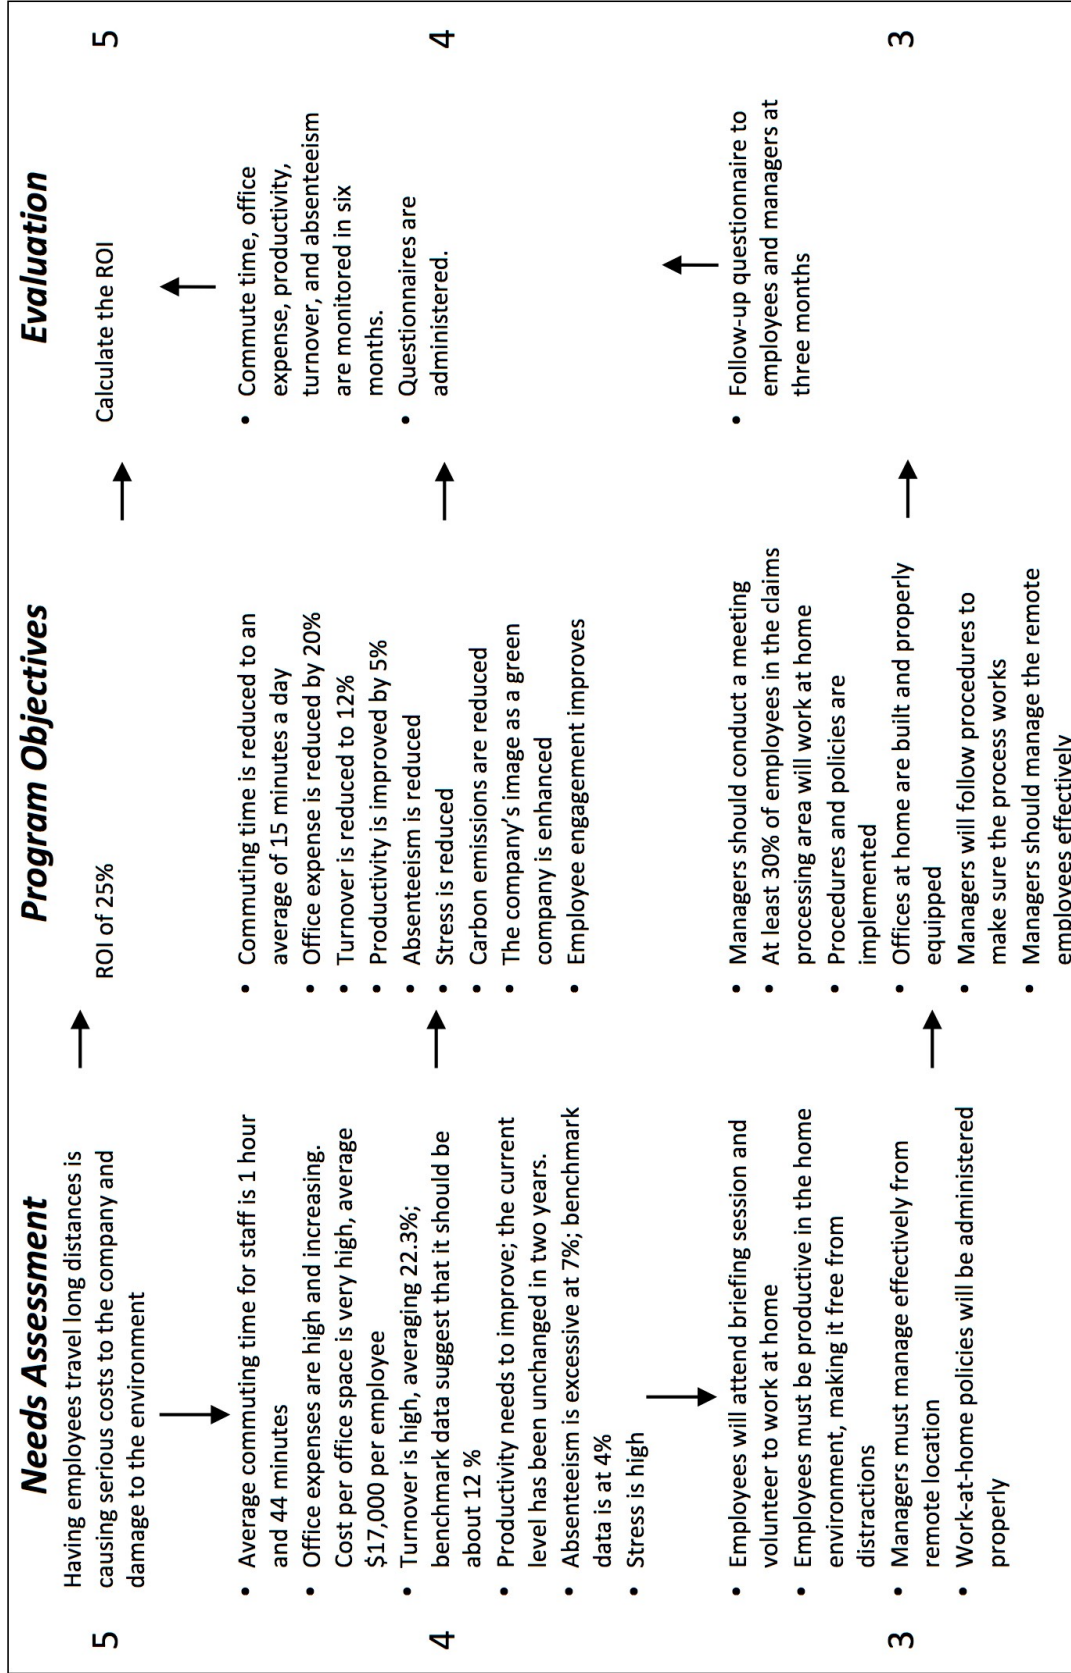 Needs Assessment
Program Objectives
Evaluation
5
Having employees travel long distances is
causing serious costs to the company and
damage to the environment
ROI of 25%
Calculate the ROI
5
4
• Average commuting time for staff is 1 hour
and 44 minutes
• Office expenses are high and increasing.
Cost per office space is very high, average
$17,000 per employee
• Turnover is high, averaging 22.3%;
benchmark data suggest that it should be
about 12 %
• Productivity needs to improve; the current
level has been unchanged in two years.
• Absenteeism is excessive at 7%; benchmark
data is at 4%
• Stress is high
• Commuting time is reduced to an
average of 15 minutes a day
• Office expense is reduced by 20%
• Turnover is reduced to 12%
• Productivity is improved by 5%
• Absenteeism is reduced
• Stress is reduced
• Carbon emissions are reduced
• The company's image as a green
company is enhanced
• Employee engagement improves
• Commute time, office
expense, productivity,
turnover, and absenteeism
are monitored in six
months.
• Questionnaires are
administered.
4
3
• Employees will attend briefing session and
volunteer to work at home
• Employees must be productive in the home
environment, making it free from
distractions
• Managers must manage effectively from
remote location
• Work-at-home policies will be administered
properly
• Managers should conduct a meeting
• At least 30% of employees in the claims
processing area will work at home
• Procedures and policies are
implemented
• Offices at home are built and properly
equipped
• Managers will follow procedures to
make sure the process works
• Managers should manage the remote
employees effectively
• Follow-up questionnaire to
employees and managers at
three months
3